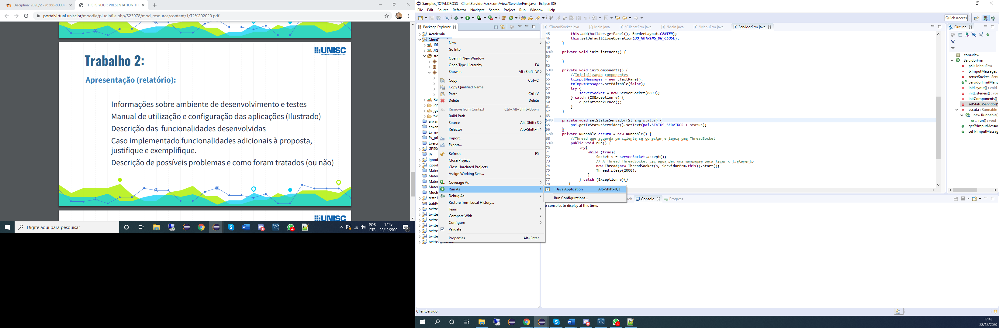 Disciplina: 2020/2 - (6568-8000)
THIS IS YOUR PRESENTATION TIT
portalvirtual.unisc.br/moodle/pluginfile.php/523978/mod_resource/content/1/T2%202020.pdf
UNISC
Trabalho 2:
Apresentação (relatório):
Informações sobre ambiente de desenvolvimento e testes
Manual de utilização e configuração das aplicações (Ilustrado)
Descrição das funcionalidades desenvolvidas
Caso implementado funcionalidades adicionais à proposta,
justifique e exemplifique.
Descrição de possíveis problemas e como foram tratados (ou não)
UNISC
Digite aqui para pesquisar
POR
PTB
17:43
22/12/2020
4
Samples_TOTALCROSS - ClientServidor/src/com/view/ServidorFrm.java - Eclipse IDE
File Edit Source Refactor Navigate Search Project Run Window Help
Quick Access
Package Explorer
Academia
ClientServidor
JRE
JRE
src
Ref
jgo
jgo
twi
enxan
enxan
Ex_mo
Ex_pri
Exerci
GPSSa
IA
jgood
jgood
Mater
Mater
Mater
Mater
Moch
teste1
trabRe
twitte
twitte
twitte
twitte
twitte
twitte
New
Go Into
Open in New Window
Open Type Hierarchy F4
Show In Alt+Shift+W
Copy Ctrl+C
Copy Qualified Name
Paste Ctrl+V
Delete Delete
Remove from Context Ctrl+Alt+Shift+Down
Build Path
Source Alt+Shift+S
Refactor Alt+Shift+T
Import...
Export...
Refresh F5
Close Project
Close Unrelated Projects
Assign Working Sets...
Coverage As
Run As
Debug As
Restore from Local History...
Team
Compare With
Configure
Validate
Properties Alt+Enter
1 Java Application Alt+Shift+X, J
Run Configurations...
*ThreadSocket.java Main.java *ClienteFrm.java *Main.java *MenuFrm.java ServidorFrm.java
45 this.add(builder.getPanel(), BorderLayout.CENTER);
46 this.setDefaultCloseOperation(DO_NOTHING_ON_CLOSE);
47 }
48
49 private void initListeners() {
50
51 }
52
53 private void initComponents() {
54 //Inicializando componentes
55 txImputMessages = new JTextPane();
56 txImputMessages.setEditable(false);
57 try {
58 serverSocket = new ServerSocket(8899);
59 } catch (IOException e) {
60 e.printStackTrace();
61 }
62 }
63
64 private void setStatusServidor(String status) {
65 pai.getTxStatusServidor().setText(pai.STATUS_SERVIDOR + status);
66 }
67 private Runnable escuta = new Runnable() {
68 //Thread que aguarda um cliente se conectar e lança uma ThreadSocket
69 public void run() {
70 try{
71 while (true){
72 Socket s = serverSocket.accept();
73 // A Thread ThreadSocket vai aguardar uma mensagem para fazer o tratamento
74 new Thread(new ThreadSocket(s, ServidorFrm.this)).start();
75 Thread.sleep(2000);
76 }
77 } catch (Exception e){}
78 }
rch Console Progress
o consoles to display at this time.
Outline
com.view
ServidorFrm
pai : MenuFrm
txImputMessages
serverSocket : Serv
ServidorFrm(Menu
initLayout() : void
initListeners() : voi
initComponents()
setStatusServidor(S
escuta : Runnable
new Runnable(
run() : void
getTxImputMessag
setTxImputMessag
ClientServidor
17:43
22/12/2020